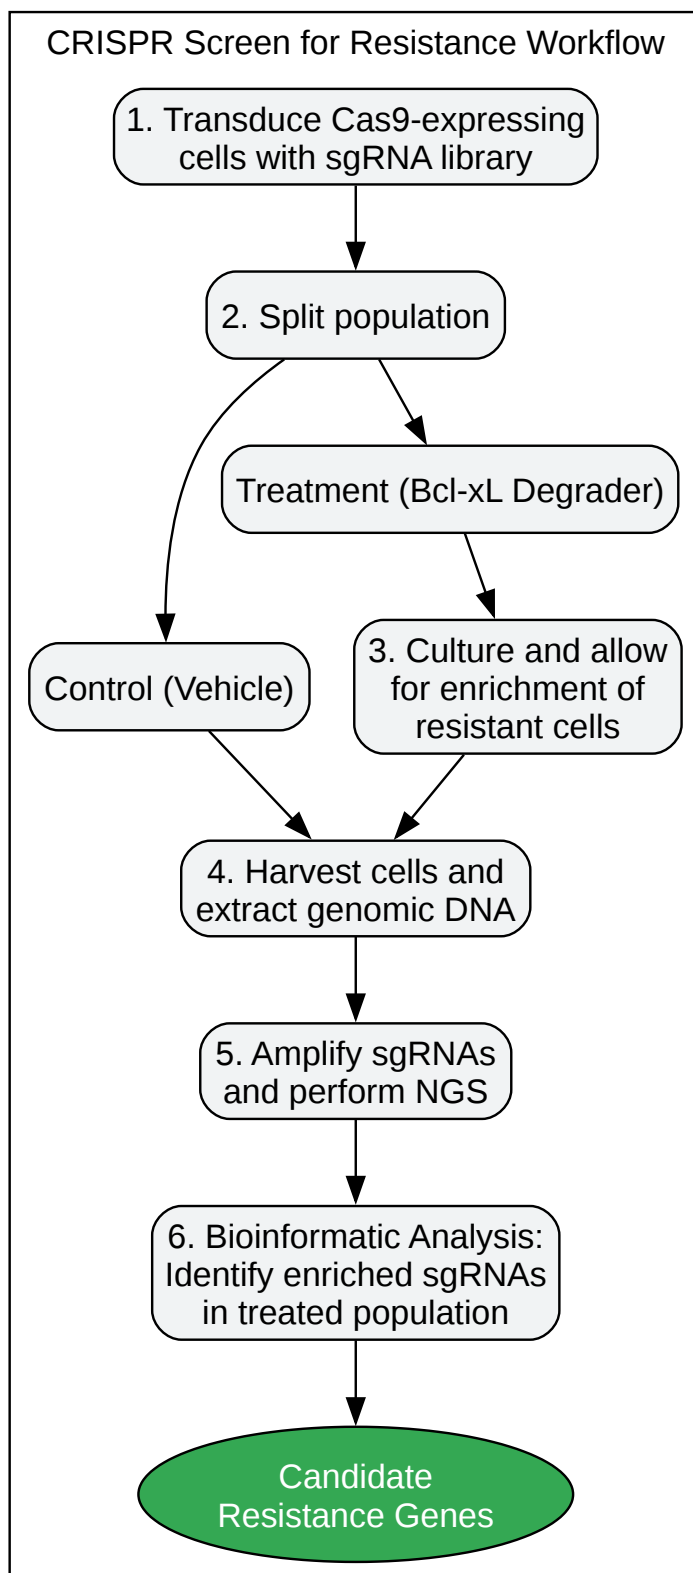 CRISPR Screen for Resistance Workflow
1. Transduce Cas9-expressing
cells with sgRNA library
2. Split population
Treatment (Bcl-xL Degrader)
Control (Vehicle)
3. Culture and allow
for enrichment of
resistant cells
4. Harvest cells and
extract genomic DNA
5. Amplify sgRNAs
and perform NGS
6. Bioinformatic Analysis:
Identify enriched sgRNAs
in treated population
Candidate
Resistance Genes